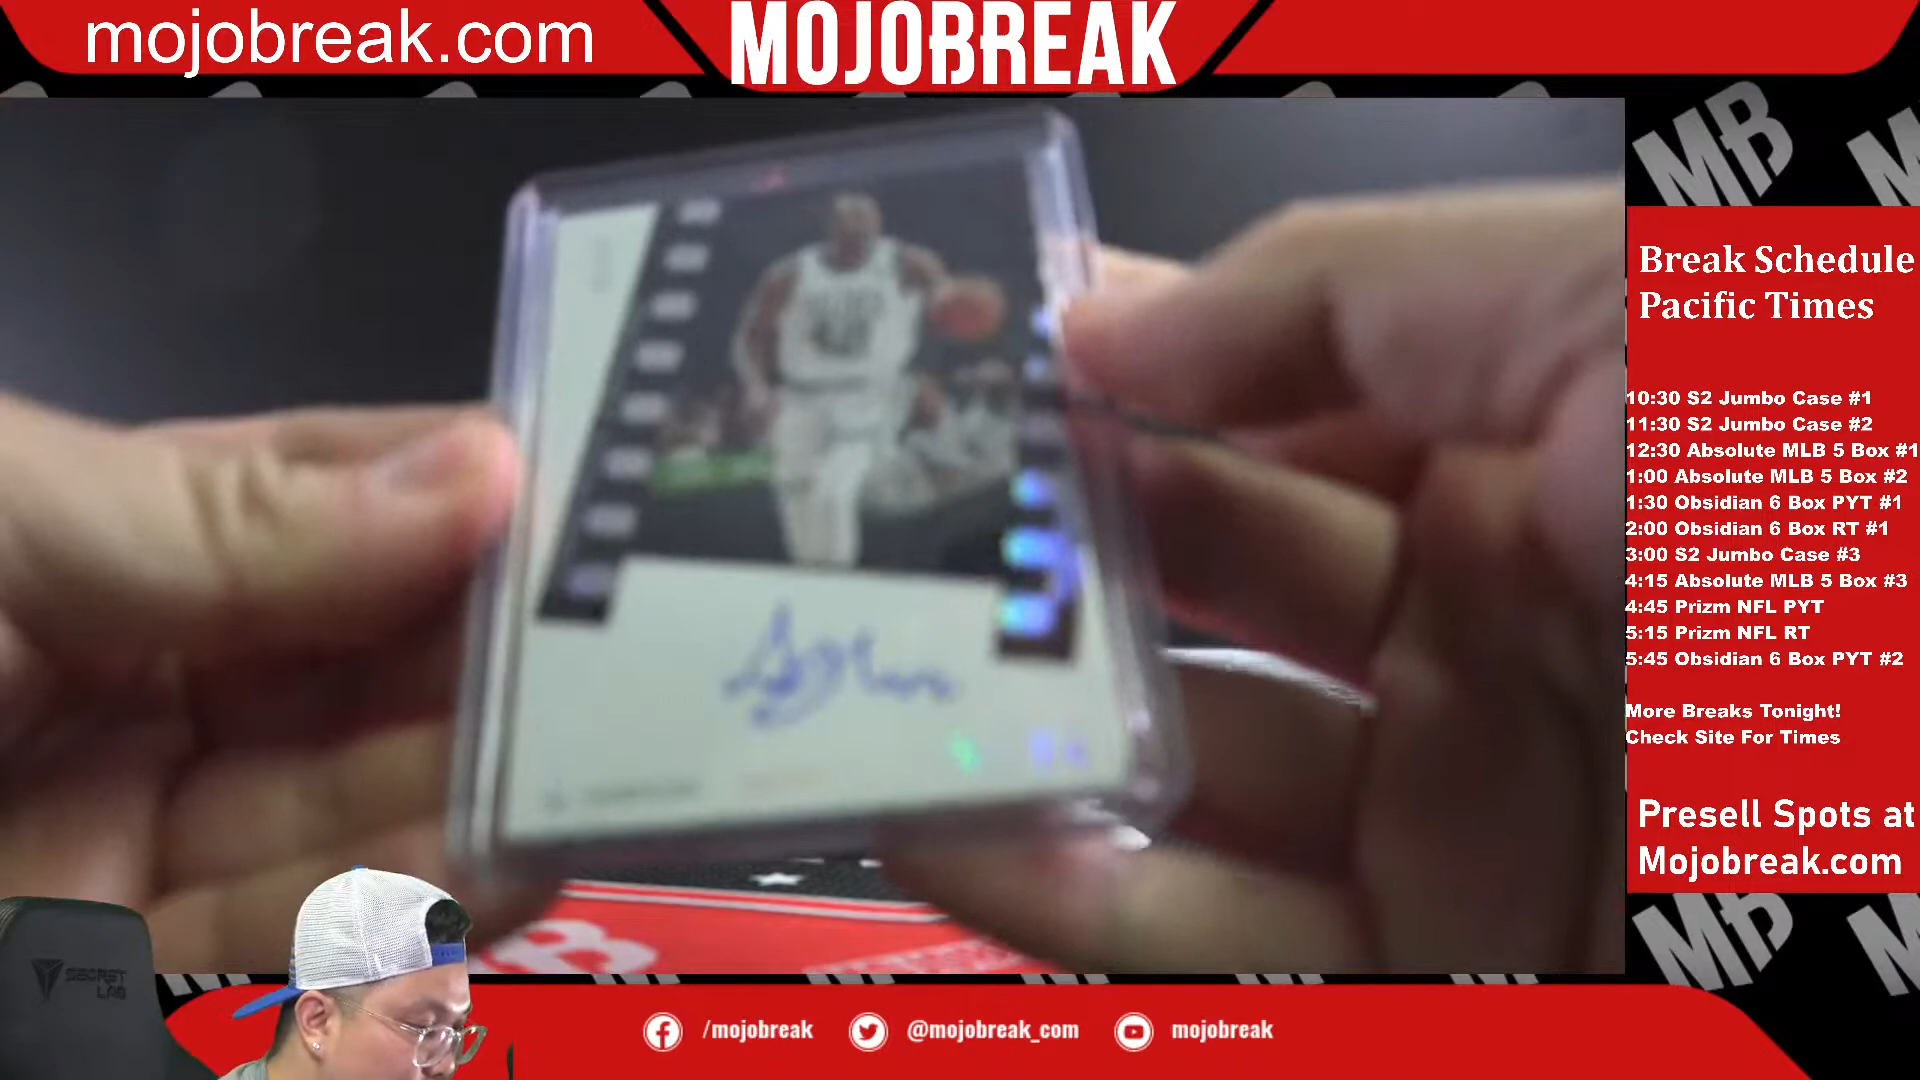 mojobreak.com
MOJOBREAK
MB
Break Schedule
Pacific Times
10:30 S2 Jumbo Case #1
11:30 S2 Jumbo Case #2
12:30 Absolute MLB 5 Box #1
1:00 Absolute MLB 5 Box #2
1:30 Obsidian 6 Box PYT #1
2:00 Obsidian 6 Box RT #1
3:00 S2 Jumbo Case #3
4:15 Absolute MLB 5 Box #3
4:45 Prizm NFL PYT
5:15 Prizm NFL RT
5:45 Obsidian 6 Box PYT #2
More Breaks Tonight!
Check Site For Times
Presell Spots at
Mojobreak.com
MB
SECRET
LAB
/mojobreak
@mojobreak_com
mojobreak